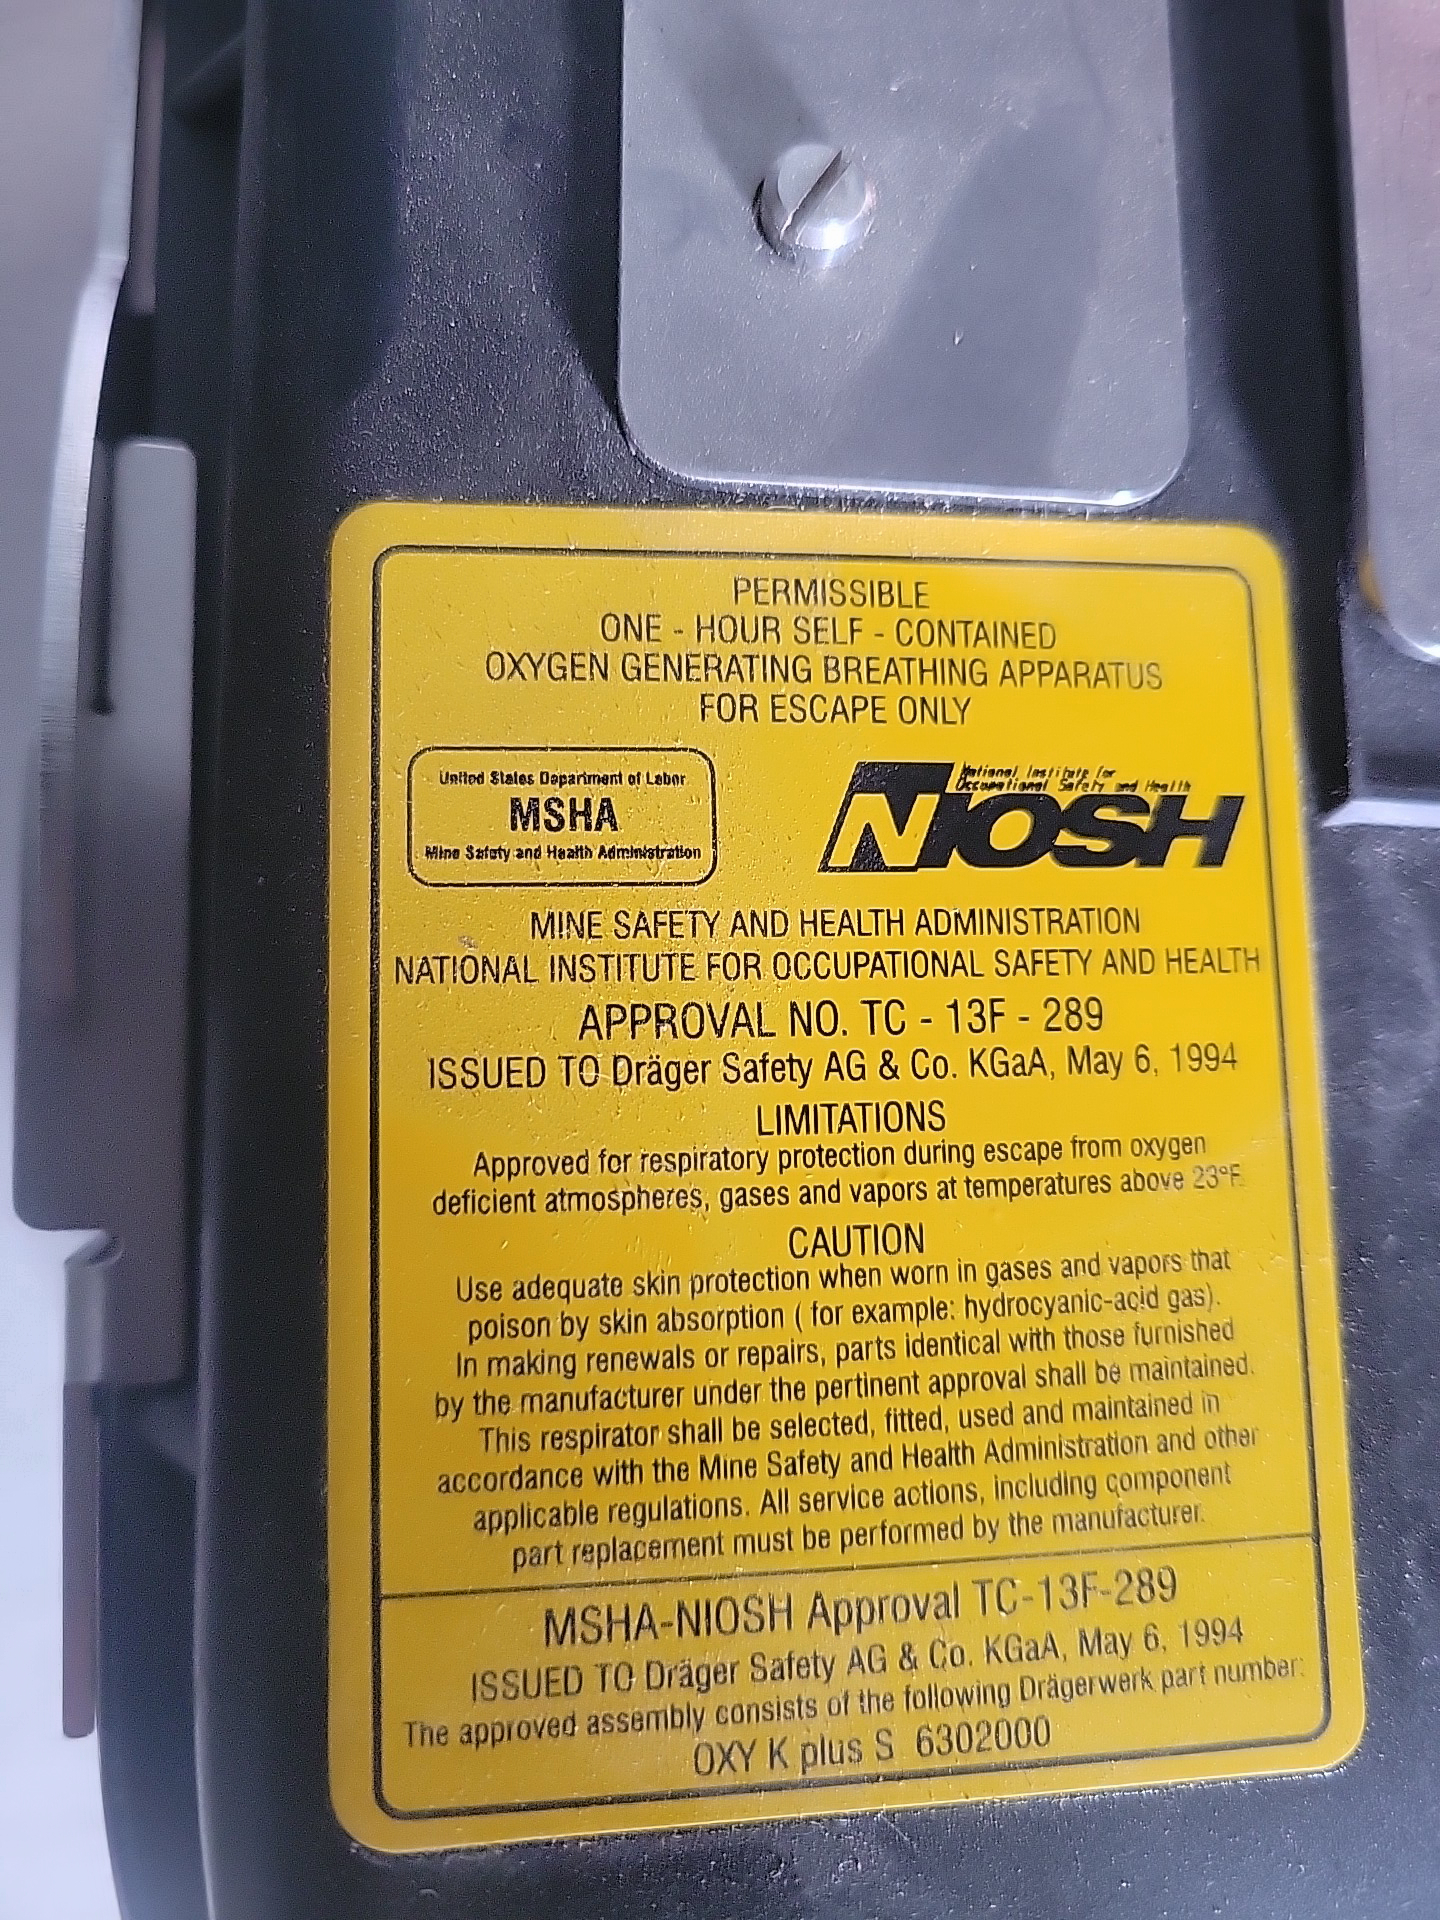 PERMISSIBLE
ONE - HOUR SELF - CONTAINED
OXYGEN GENERATING BREATHING APPARATUS
FOR ESCAPE ONLY
United States Department of Labor
MSHA
Mine Safety and Health Administration
National Institute for
Occupational Safety and Health
NIOSH
MINE SAFETY AND HEALTH ADMINISTRATION
NATIONAL INSTITUTE FOR OCCUPATIONAL SAFETY AND HEALTH
APPROVAL NO. TC - 13F - 289
ISSUED TO Dräger Safety AG & Co. KGaA, May 6, 1994
LIMITATIONS
Approved for respiratory protection during escape from oxygen
deficient atmospheres, gases and vapors at temperatures above 23°F.
CAUTION
Use adequate skin protection when worn in gases and vapors that
poison by skin absorption ( for example: hydrocyanic-acid gas).
In making renewals or repairs, parts identical with those furnished
by the manufacturer under the pertinent approval shall be maintained.
This respirator shall be selected, fitted, used and maintained in
accordance with the Mine Safety and Health Administration and other
applicable regulations. All service actions, including component
part replacement must be performed by the manufacturer.
MSHA-NIOSH Approval TC-13F-289
ISSUED TO Dräger Safety AG & Co. KGaA, May 6, 1994
The approved assembly consists of the following Drägerwerk part number:
OXY K plus S 6302000